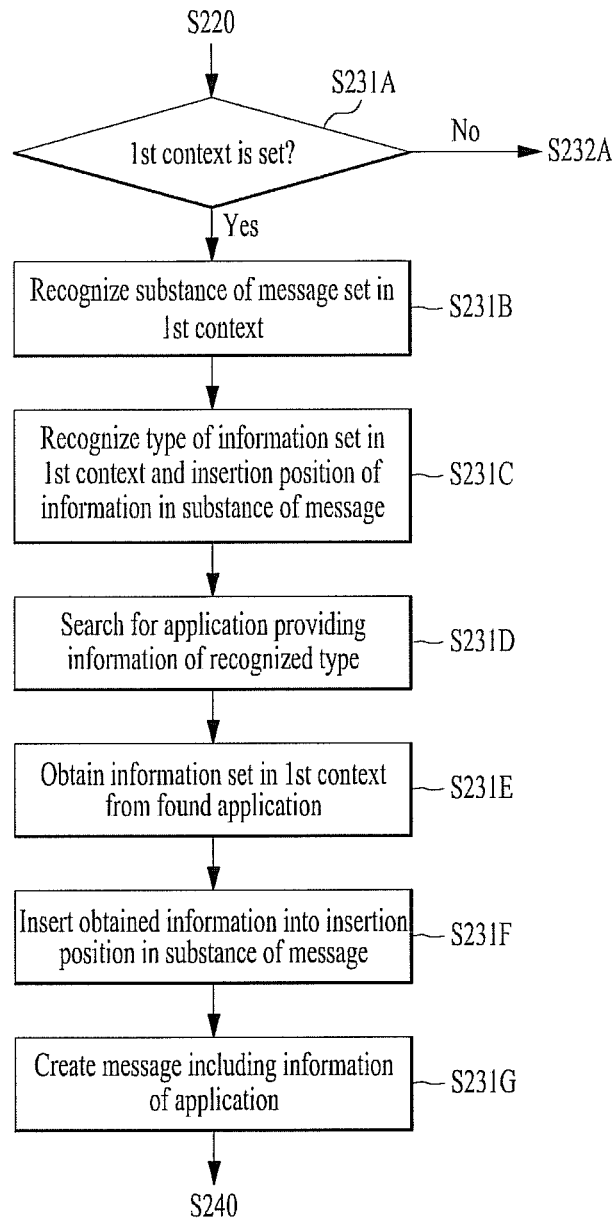 S220
S231A
1st context is set?
No
S232A
Yes
Recognize substance of message set in
1st context
S231B
Recognize type of information set in
1st context and insertion position of
information in substance of message
S231C
Search for application providing
information of recognized type
S231D
Obtain information set in 1st context
from found application
S231E
Insert obtained information into insertion
position in substance of message
S231F
Create message including information
of application
S231G
S240